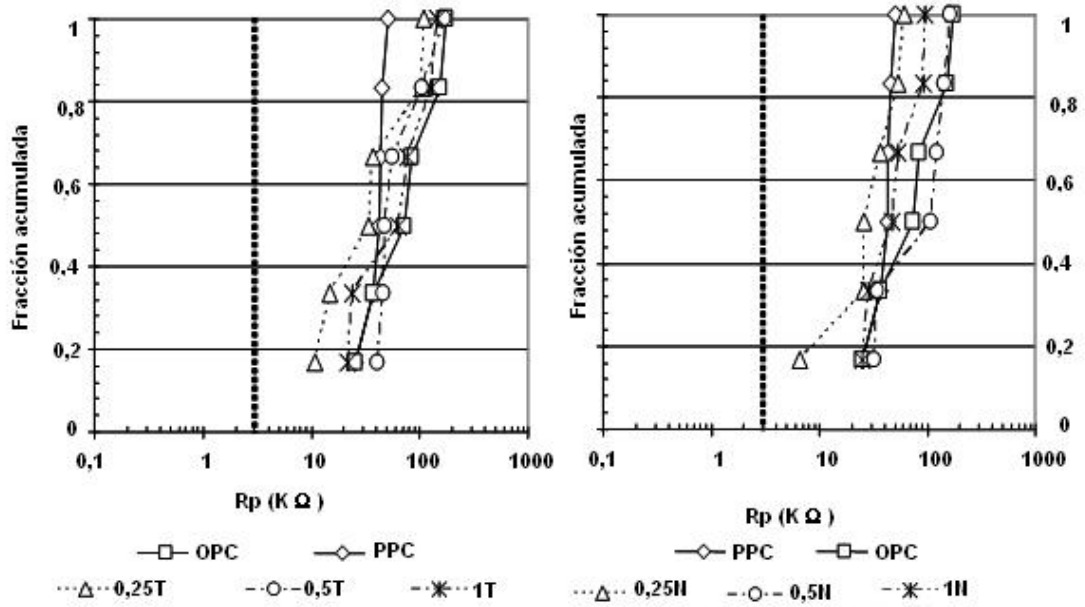 Fracción acumulada
1
0,8
0,6
0,4
0,2
0
0,1 1 10 100 1000
Rp (K Ω )
OPC PPC
0,25T 0,5T 1T
Fracción acumulada
1
0,8
0,6
0,4
0,2
0
0,1 1 10 100 1000
Rp (K Ω )
PPC OPC
0,25N 0,5N 1N